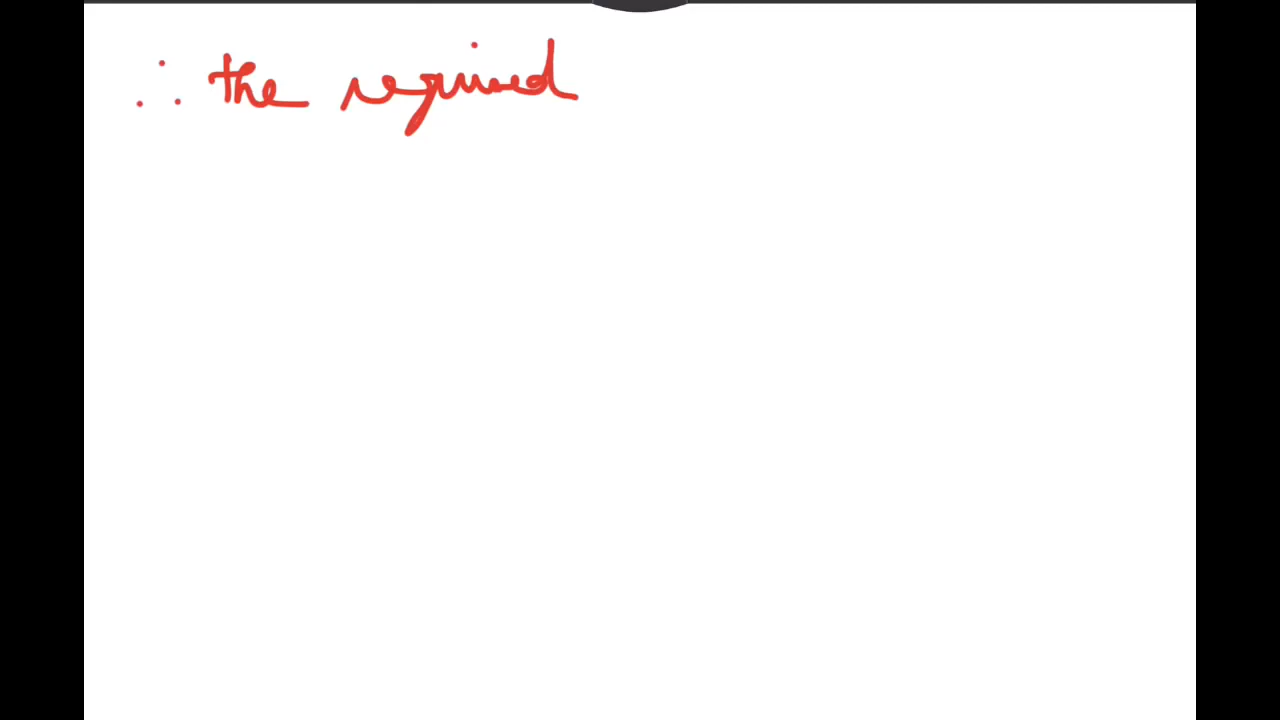 ∴ the required